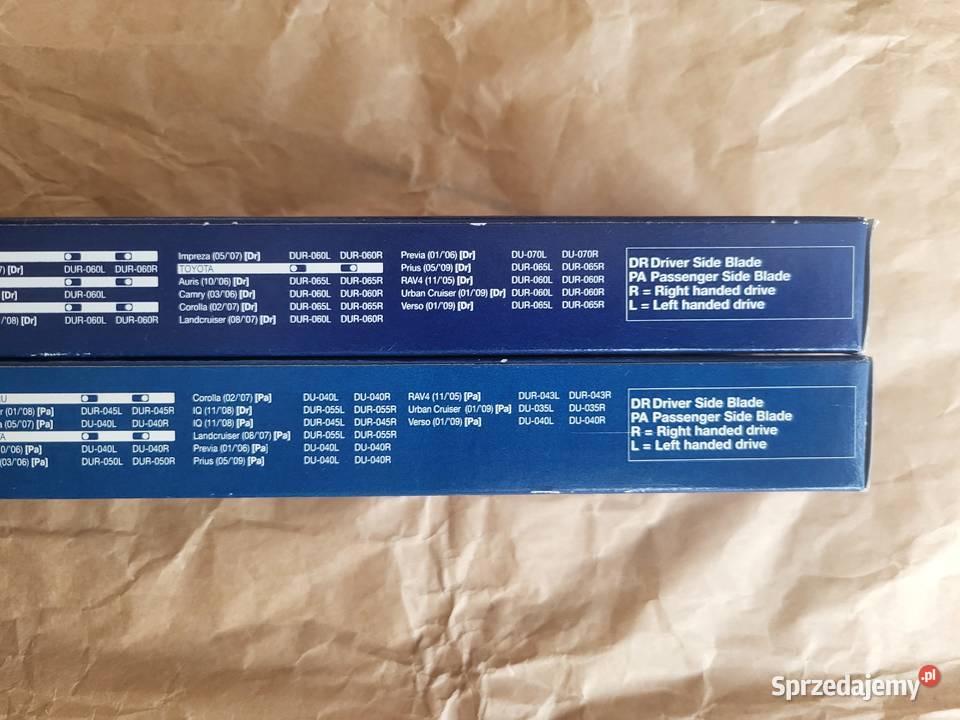 Impreza (05/'07) [Dr] DUR-060L DUR-060R Previa (01/'06) [Dr] DU-070L DU-070R
7) [Dr] DUR-060L DUR-060R TOYOTA Prius (05/'09) [Dr] DUR-065L DUR-065R
Auris (10/'06) [Dr] DUR-065L DUR-065R RAV4 (11/'05) [Dr] DUR-060L DUR-060R
[Dr] DUR-060L Camry (03/'06) [Dr] DUR-060L DUR-060R Urban Cruiser (01/'09) [Dr] DUR-060L DUR-060R
Corolla (02/'07) [Dr] DUR-065L DUR-065R Verso (01/'09) [Dr] DUR-065L DUR-065R
/'08) [Dr] DUR-060L DUR-060R Landcruiser (08/'07) [Dr] DUR-060L DUR-060R
DR Driver Side Blade
PA Passenger Side Blade
R = Right handed drive
L = Left handed drive
RU Corolla (02/'07) [Pa] DU-040L DU-040R RAV4 (11/'05) [Pa] DUR-043L DUR-043R
r (01/'08) [Pa] DUR-045L DUR-045R IQ (11/'08) [Dr] DUR-055L DUR-055R Urban Cruiser (01/'09) [Pa] DU-035L DU-035R
a (05/'07) [Pa] DU-040L DU-040R IQ (11/'08) [Pa] DUR-045L DUR-045R Verso (01/'09) [Pa] DU-040L DU-040R
TA Landcruiser (08/'07) [Pa] DUR-055L DUR-055R
0/'06) [Pa] DU-040L DU-040R Previa (01/'06) [Pa] DU-040L DU-040R
(03/'06) [Pa] DUR-050L DUR-050R Prius (05/'09) [Pa] DU-040L DU-040R
DR Driver Side Blade
PA Passenger Side Blade
R = Right handed drive
L = Left handed drive
Sprzedajemy.pl